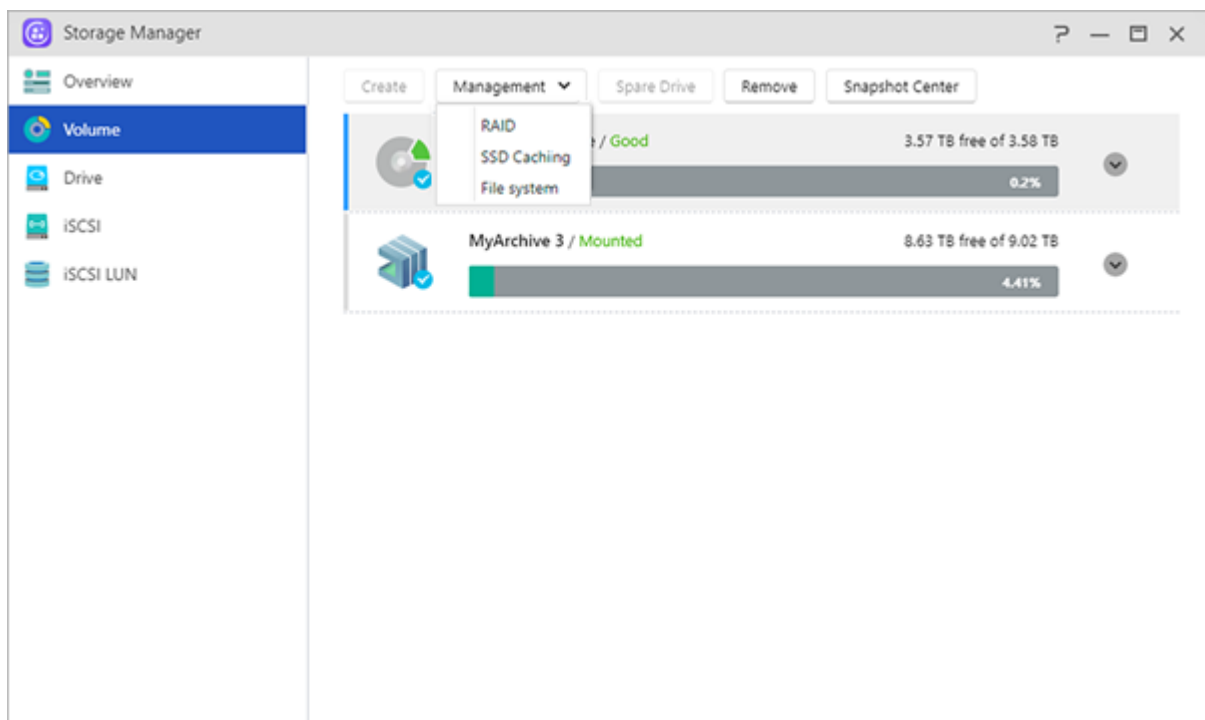 Storage Manager
Overview
Volume
Drive
iSCSI
iSCSI LUN
Create Management Spare Drive Remove Snapshot Center
RAID
SSD Cachiing
File system
/ Good 3.57 TB free of 3.58 TB
0.2%
MyArchive 3 / Mounted 8.63 TB free of 9.02 TB
4.41%